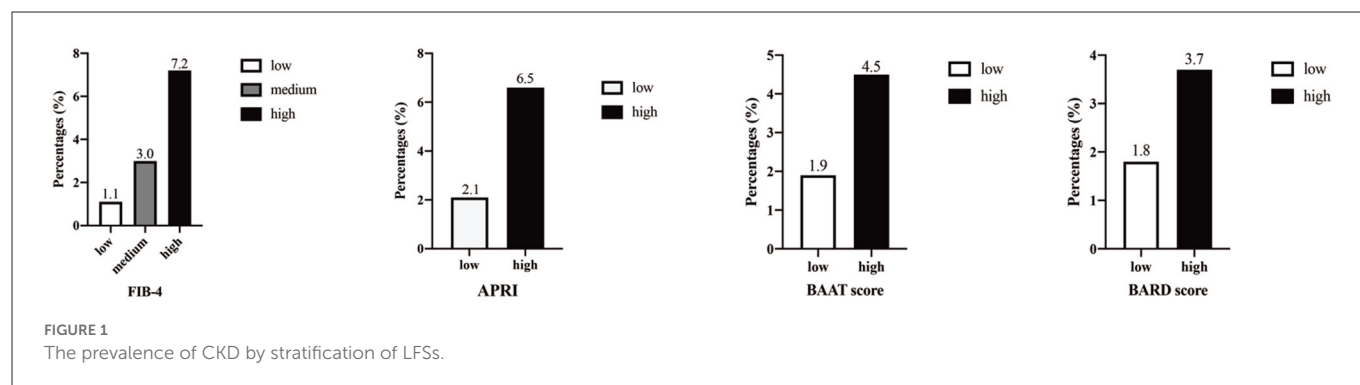 Percentages (%)
8
6
4
2
0
1.1
3.0
7.2
low
medium
high
FIB-4
low
medium
high
Percentages (%)
8
6
4
2
0
2.1
6.5
low
high
APRI
low
high
Percentages (%)
5
4
3
2
1
0
1.9
4.5
low
high
BAAT score
low
high
Percentages (%)
4
3
2
1
0
1.8
3.7
low
high
BARD score
low
high
FIGURE 1
The prevalence of CKD by stratification of LFSs.